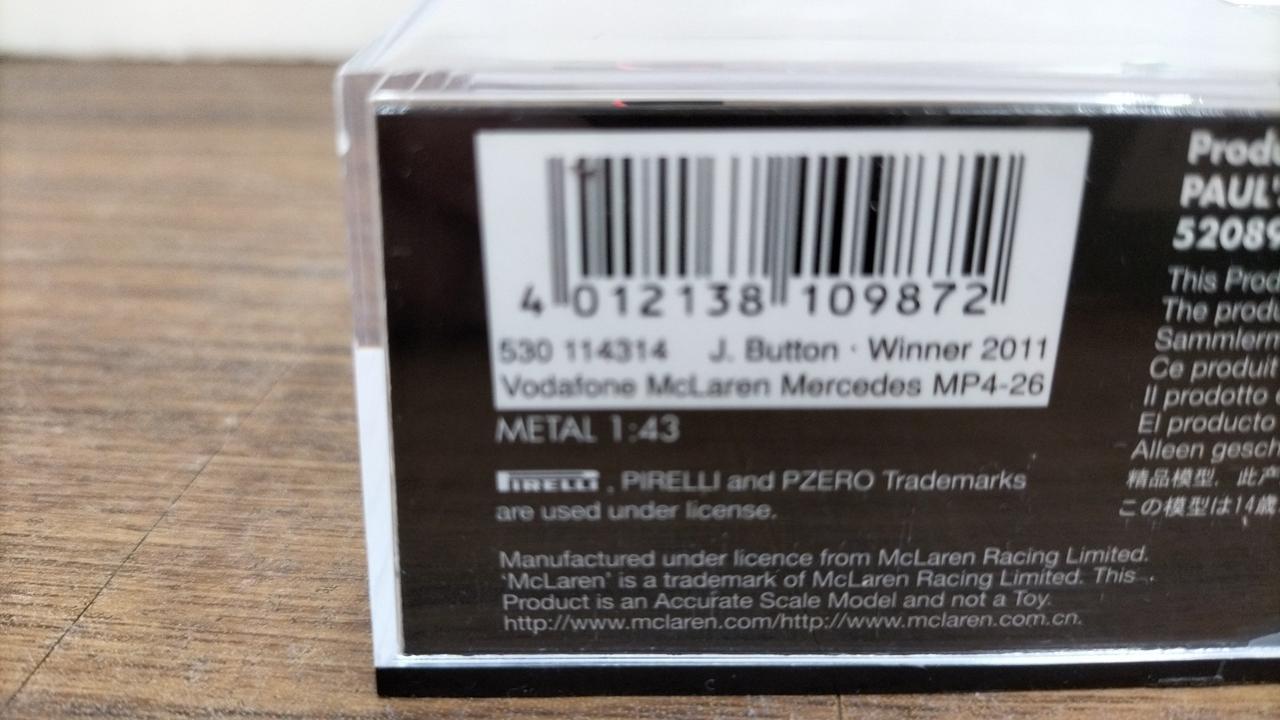 4 012138 109872
530 114314 J. Button · Winner 2011
Vodafone McLaren Mercedes MP4-26
METAL 1:43
PIRELLI , PIRELLI and PZERO Trademarks
are used under license.
Manufactured under licence from McLaren Racing Limited.
'McLaren' is a trademark of McLaren Racing Limited. This
Product is an Accurate Scale Model and not a Toy.
http://www.mclaren.com/http://www.mclaren.com.cn.
Produ
PAUL'
52089
This Prod
The produ
Sammlerm
Ce produit
Il prodotto
El producto
Alleen gesch
精品模型. 此产
この模型は14歳